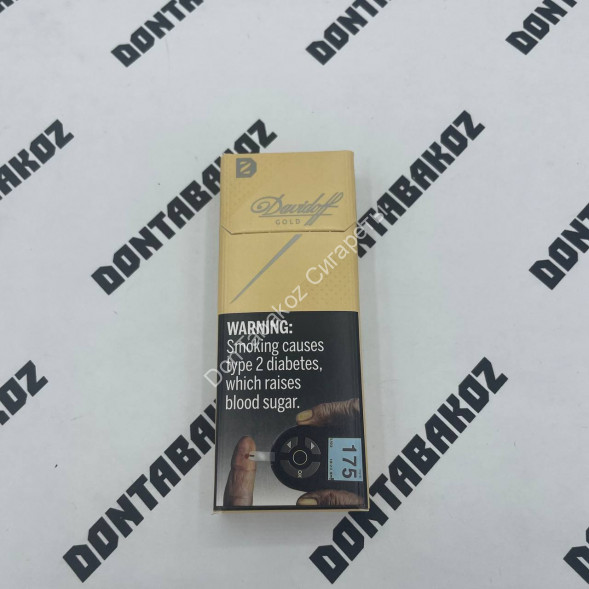 DONTABAKOZ
DONTABAKOZ
DONTABAKOZ
DONTABAKOZ
DZ
Davidoff
GOLD
DonTabakoz Сигареты
WARNING:
Smoking causes
type 2 diabetes,
which raises
blood sugar.
OK
175
DONTABAKOZ
DONTABAKOZ
DONTABAKOZ